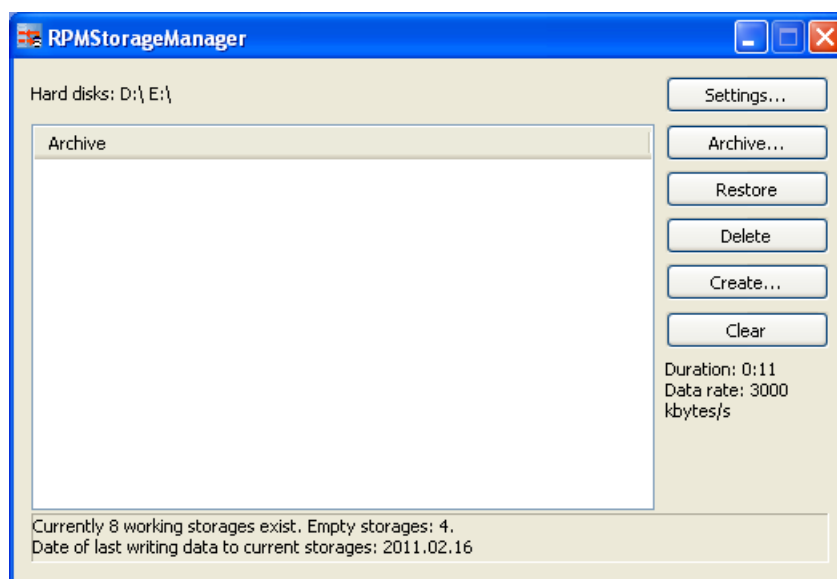 RPMStorageManager
Hard disks: D:\ E:\
Settings...
Archive
Archive...
Restore
Delete
Create...
Clear
Duration: 0:11
Data rate: 3000
kbytes/s
Currently 8 working storages exist. Empty storages: 4.
Date of last writing data to current storages: 2011.02.16